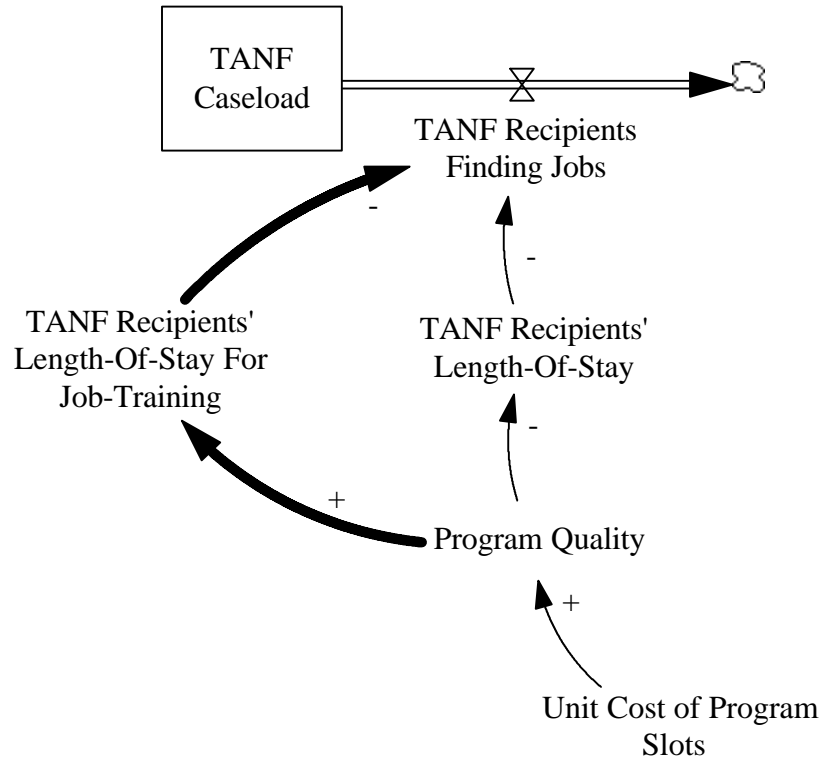 TANF
Caseload
TANF Recipients
Finding Jobs
-
-
TANF Recipients'
Length-Of-Stay For
Job-Training
TANF Recipients'
Length-Of-Stay
-
+
Program Quality
+
Unit Cost of Program
Slots